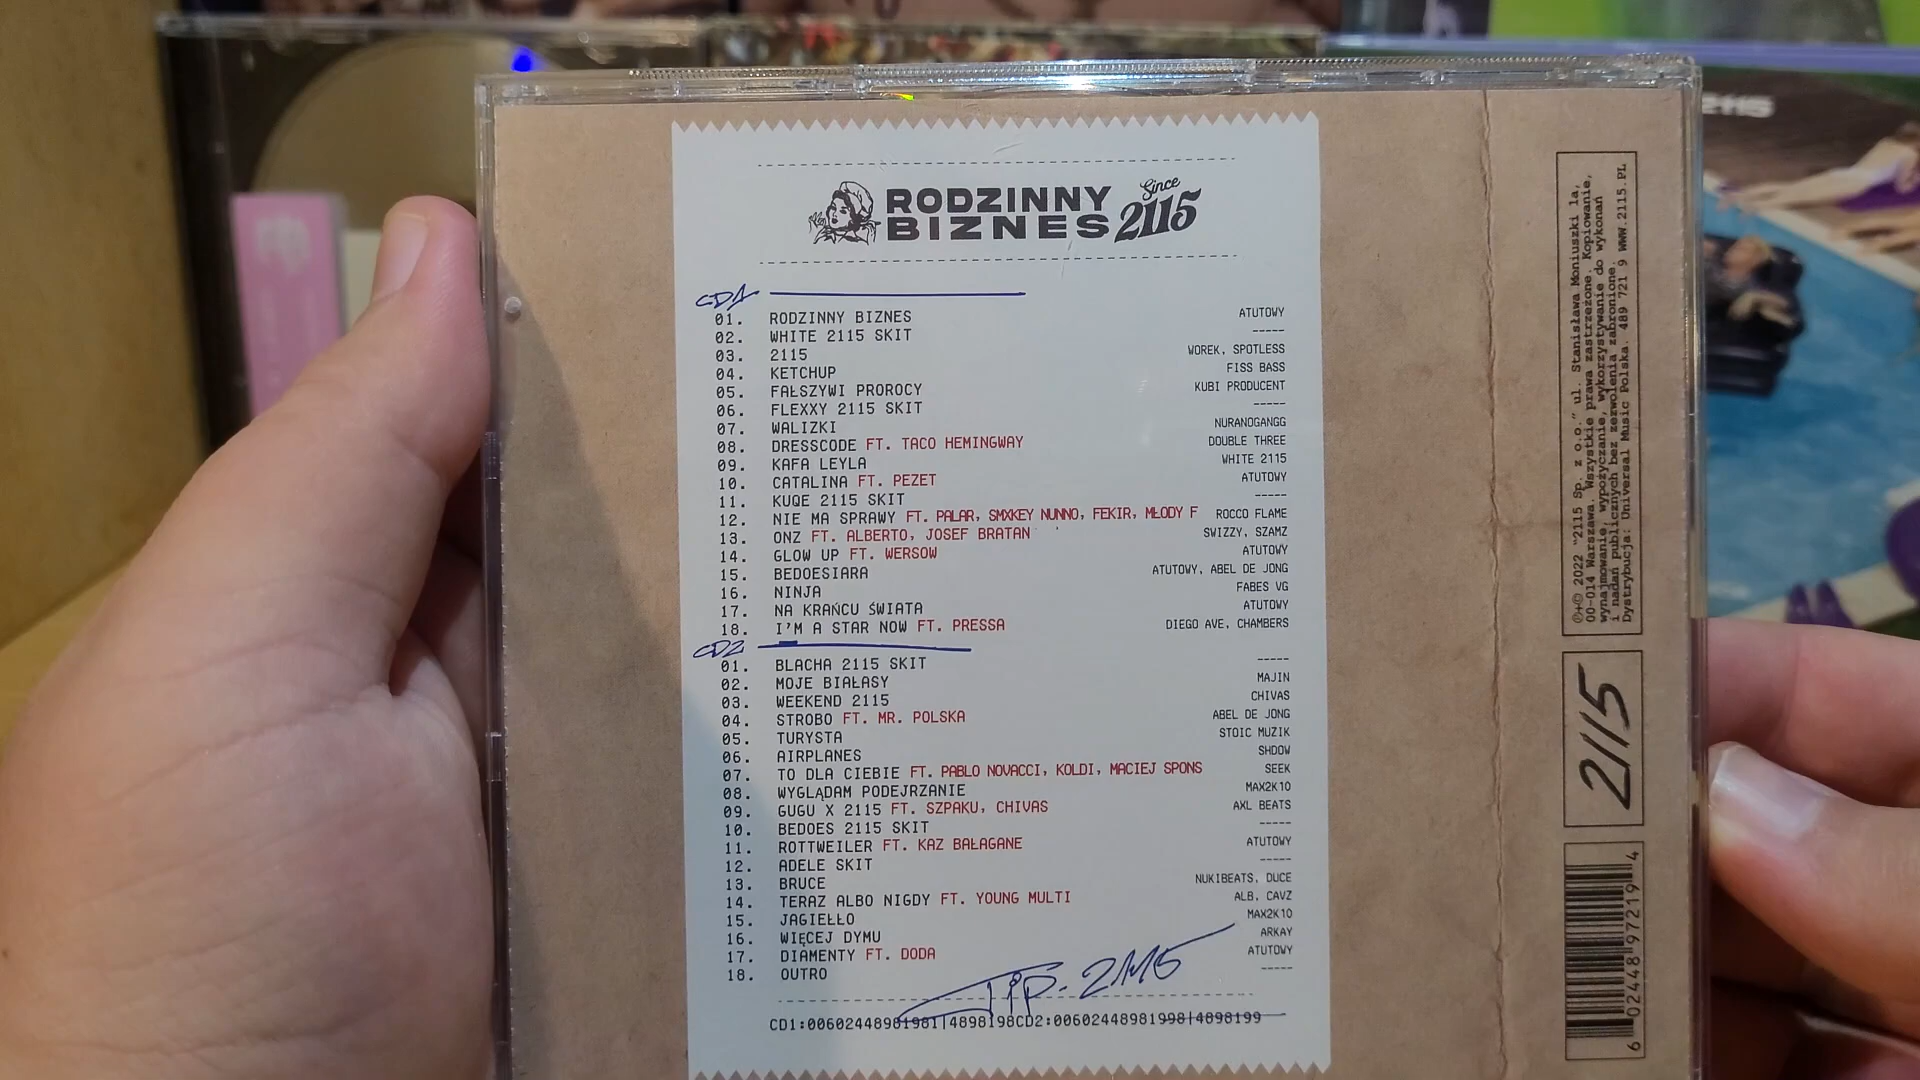 RODZINNY
BIZNES
Since
2115
CD1
01. RODZINNY BIZNES ATUTOWY
02. WHITE 2115 SKIT -----
03. 2115 WOREK, SPOTLESS
04. KETCHUP FISS BASS
05. FAŁSZYWI PROROCY KUBI PRODUCENT
06. FLEXXY 2115 SKIT -----
07. WALIZKI NURANOGANGG
08. DRESSCODE FT. TACO HEMINGWAY DOUBLE THREE
09. KAFA LEYLA WHITE 2115
10. CATALINA FT. PEZET ATUTOWY
11. KUQE 2115 SKIT -----
12. NIE MA SPRAWY FT. PALAR, SMXKEY NUNNO, FEKIR, MŁODY F ROCCO FLAME
13. ONZ FT. ALBERTO, JOSEF BRATAN SWIZZY, SZAMZ
14. GLOW UP FT. WERSOW ATUTOWY
15. BEDOESIARA ATUTOWY, ABEL DE JONG
16. NINJA FABES VG
17. NA KRAŃCU ŚWIATA ATUTOWY
18. I'M A STAR NOW FT. PRESSA DIEGO AVE, CHAMBERS
CD2
01. BLACHA 2115 SKIT -----
02. MOJE BIAŁASY MAJIN
03. WEEKEND 2115 CHIVAS
04. STROBO FT. MR. POLSKA ABEL DE JONG
05. TURYSTA STOIC MUZIK
06. AIRPLANES SHDOW
07. TO DLA CIEBIE FT. PABLO NOVACCI, KOLDI, MACIEJ SPONS SEEK
08. WYGLĄDAM PODEJRZANIE MAX2K10
09. GUGU X 2115 FT. SZPAKU, CHIVAS AXL BEATS
10. BEDOES 2115 SKIT -----
11. ROTTWEILER FT. KAZ BAŁAGANE ATUTOWY
12. ADELE SKIT -----
13. BRUCE NUKIBEATS, DUCE
14. TERAZ ALBO NIGDY FT. YOUNG MULTI ALB, CAVZ
15. JAGIEŁŁO MAX2K10
16. WIĘCEJ DYMU ARKAY
17. DIAMENTY FT. DODA ATUTOWY
18. OUTRO -----
TiP. 2115
CD1:00602448981981|4898198CD2:00602448981998|4898199
℗+© 2022 "2115 Sp. z o.o." ul. Stanisława Moniuszki 1a,
00-014 Warszawa. Wszystkie prawa zastrzeżone. Kopiowanie,
wynajmowanie, wypożyczanie, wykorzystywanie do wykonań
i nadań publicznych bez zezwolenia zabronione.
Dystrybucja: Universal Music Polska. 489 721 9 www.2115.PL
2115
6 02448 97219 4
2115